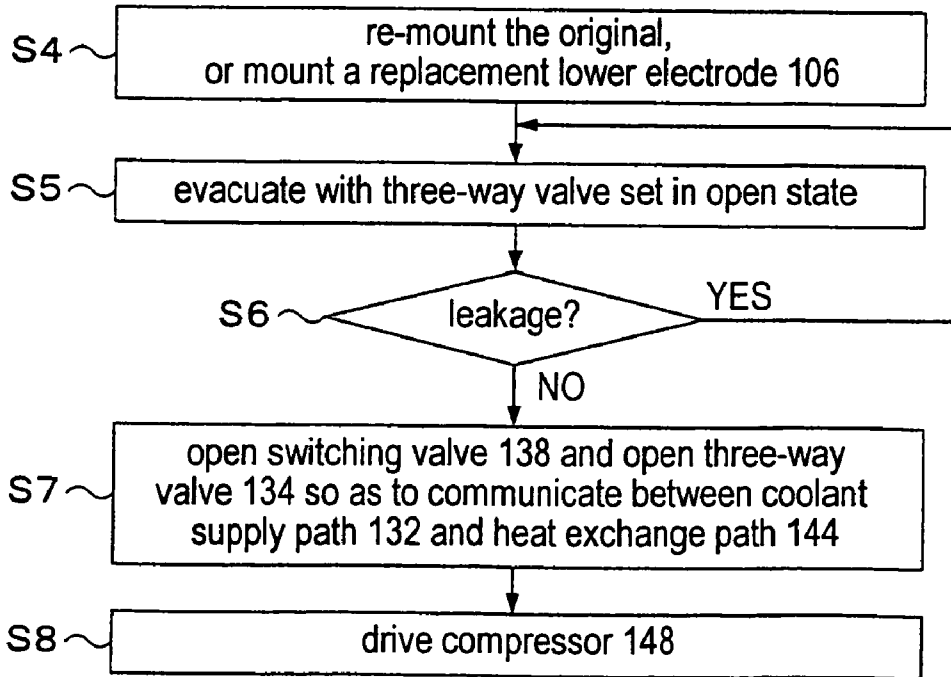 S4
re-mount the original,
or mount a replacement lower electrode 106
S5
evacuate with three-way valve set in open state
S6
leakage?
YES
NO
S7
open switching valve 138 and open three-way
valve 134 so as to communicate between coolant
supply path 132 and heat exchange path 144
S8
drive compressor 148